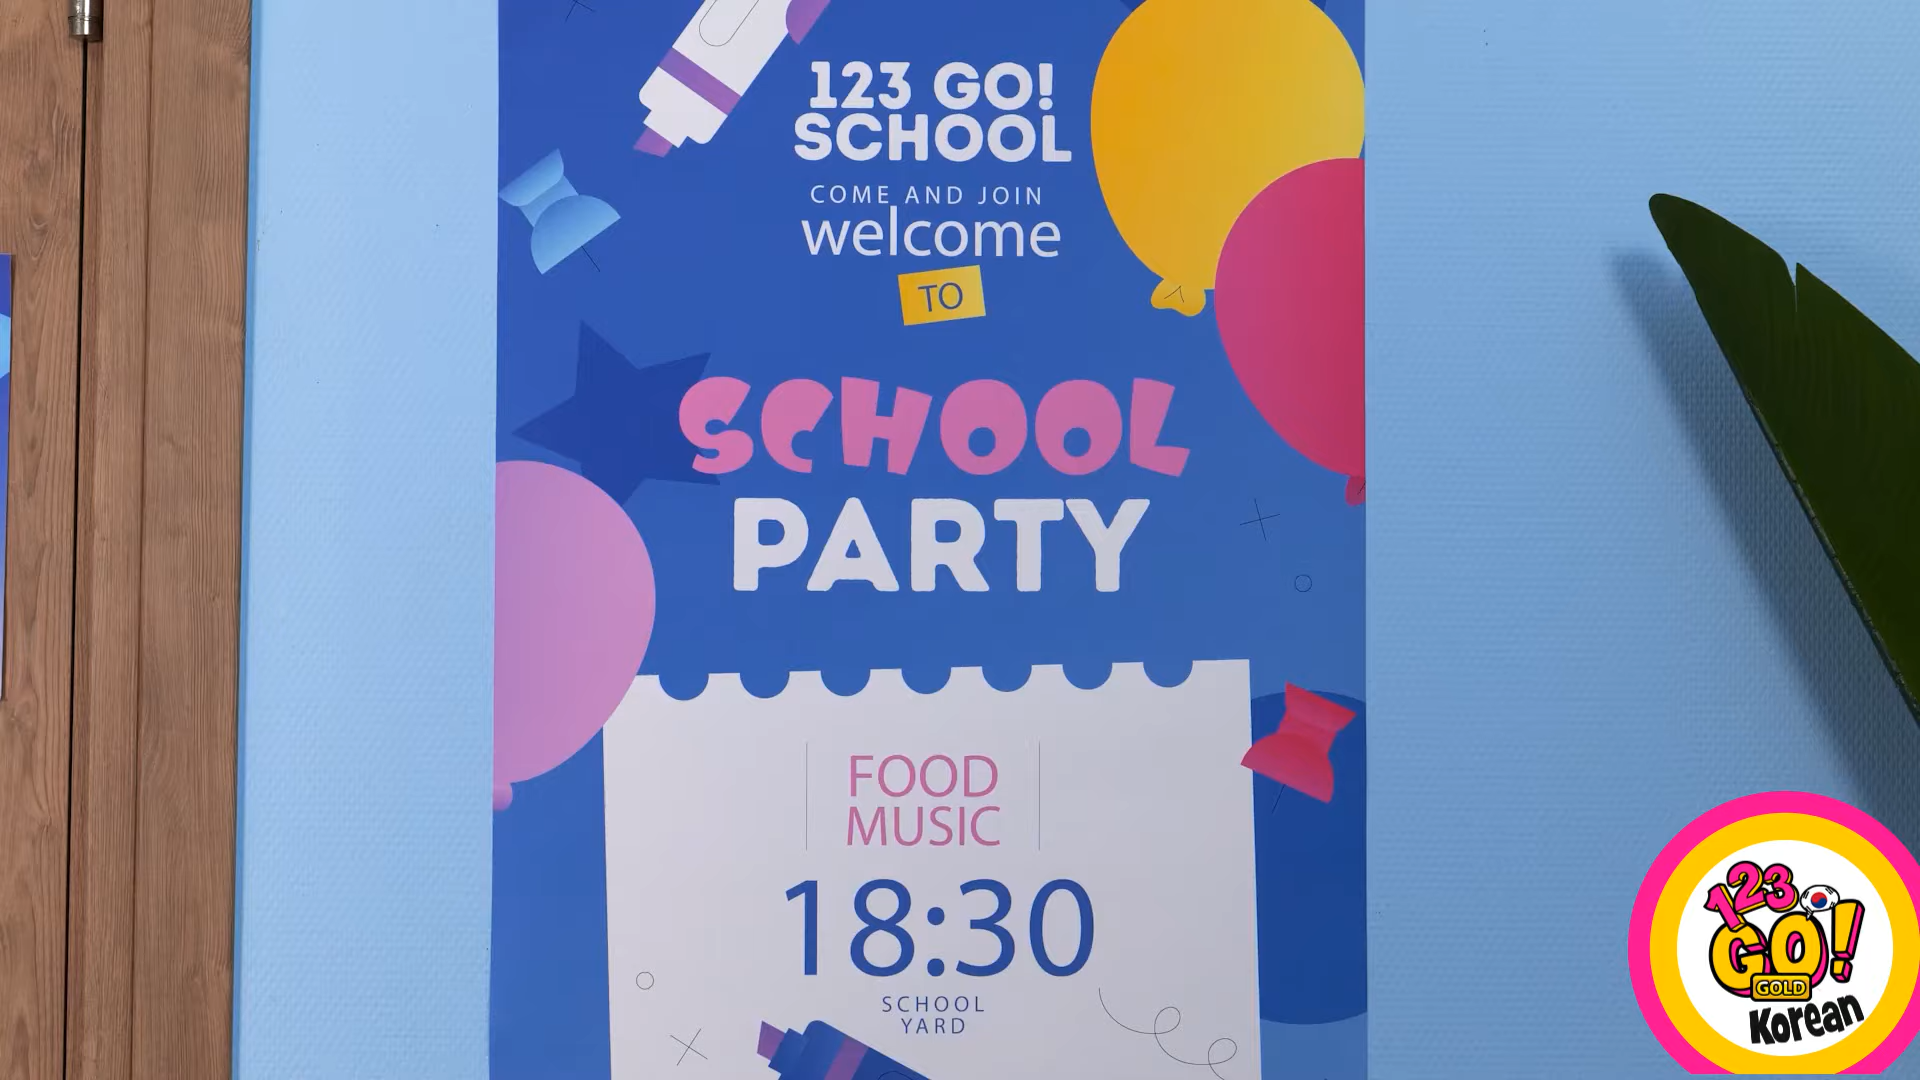 123 GO!
SCHOOL
COME AND JOIN
welcome
TO
SCHOOL
PARTY
FOOD
MUSIC
18:30
SCHOOL
YARD
123
GO!
GOLD
Korean